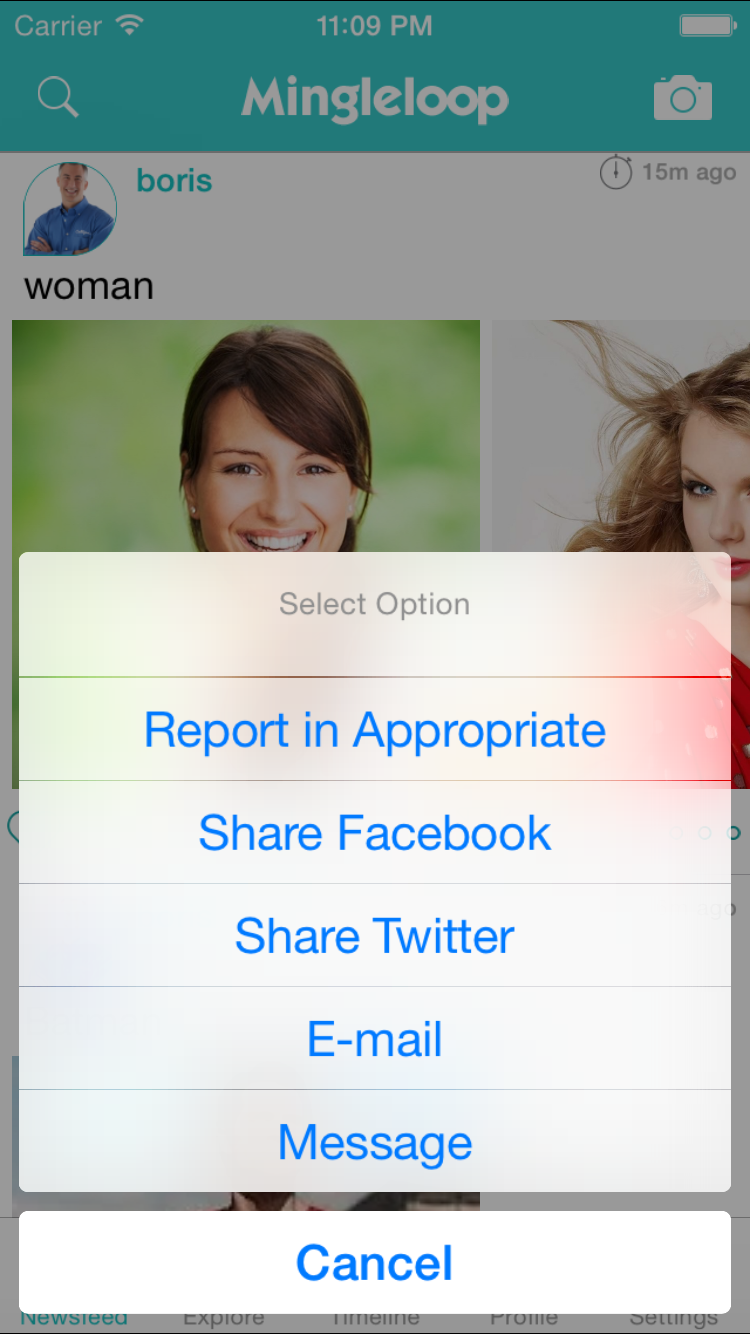 Carrier 11:09 PM
Mingleloop
boris 15m ago
woman
Select Option
Report in Appropriate
Share Facebook
Share Twitter
E-mail
Message
ago
Cancel
Newsfeed Explore Timeline Profile Settings